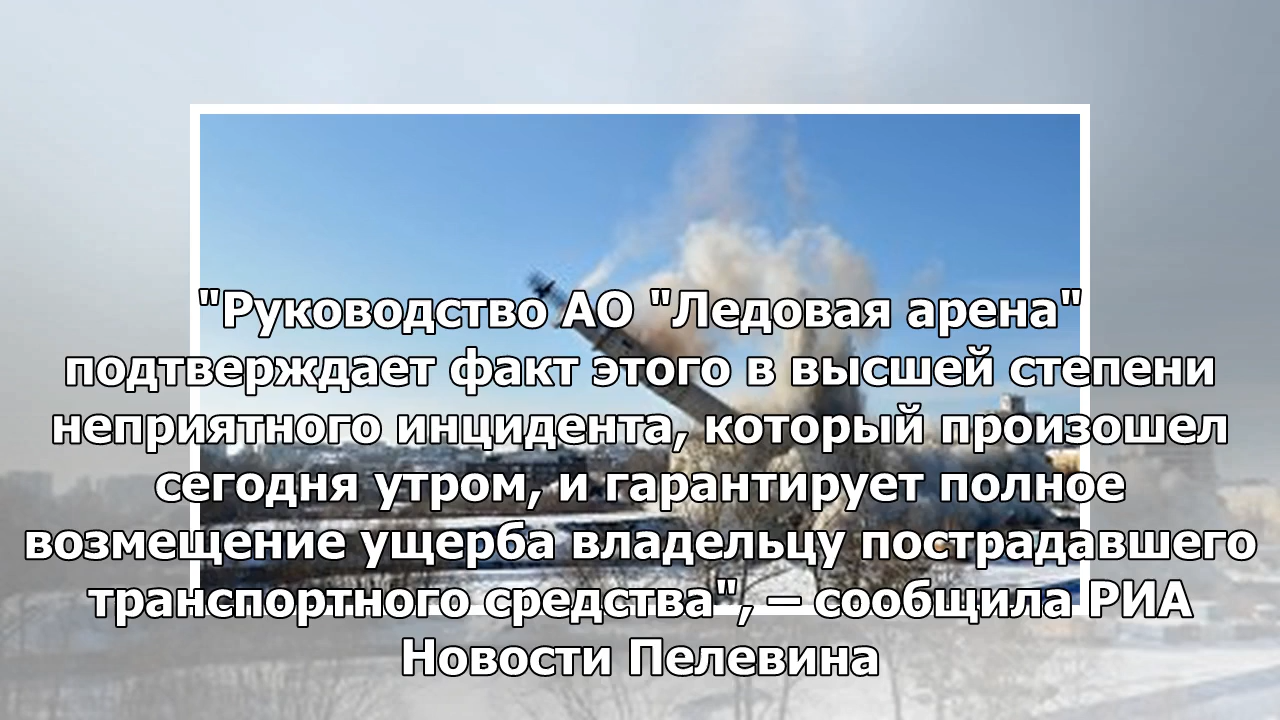 "Руководство АО "Ледовая арена"
подтверждает факт этого в высшей степени
неприятного инцидента, который произошел
сегодня утром, и гарантирует полное
возмещение ущерба владельцу пострадавшего
транспортного средства", — сообщила РИА
Новости Пелевина